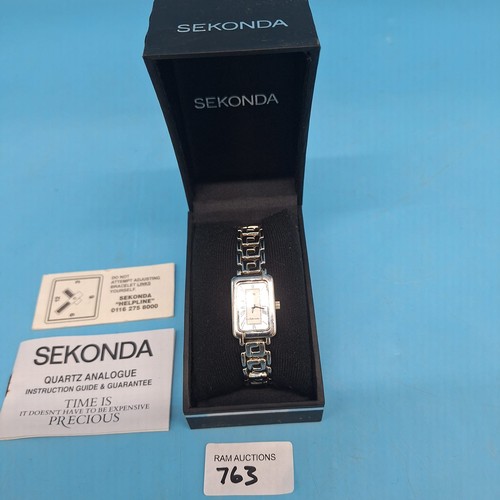 SEKONDA
SEKONDA
DO NOT
ATTEMPT ADJUSTING
BRACELET LINKS
YOURSELF.
SEKONDA
"HELPLINE"
0116 275 9000
SEKONDA
QUARTZ ANALOGUE
INSTRUCTION GUIDE & GUARANTEE
TIME IS
IT DOESN'T HAVE TO BE EXPENSIVE
PRECIOUS
RAM AUCTIONS
763